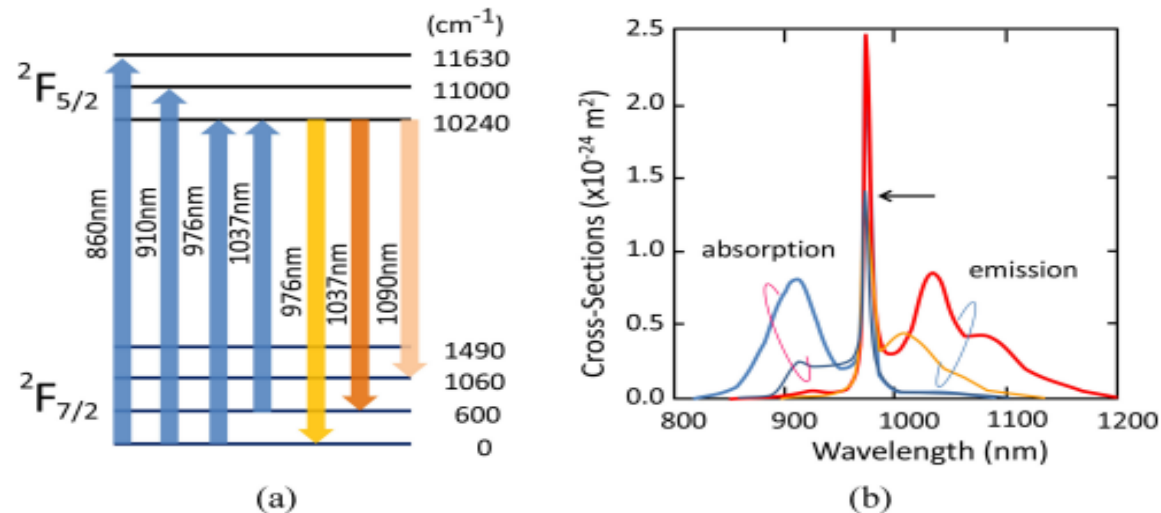 (cm-1)
11630
2F5/2
11000
10240
860nm
910nm
976nm
1037nm
976nm
1037nm
1090nm
1490
2F7/2
1060
600
0
(a)
Cross-Sections (x10-24 m2)
2.5
2.0
1.5
1.0
0.5
0.0
absorption
emission
800
900
1000
1100
1200
Wavelength (nm)
(b)